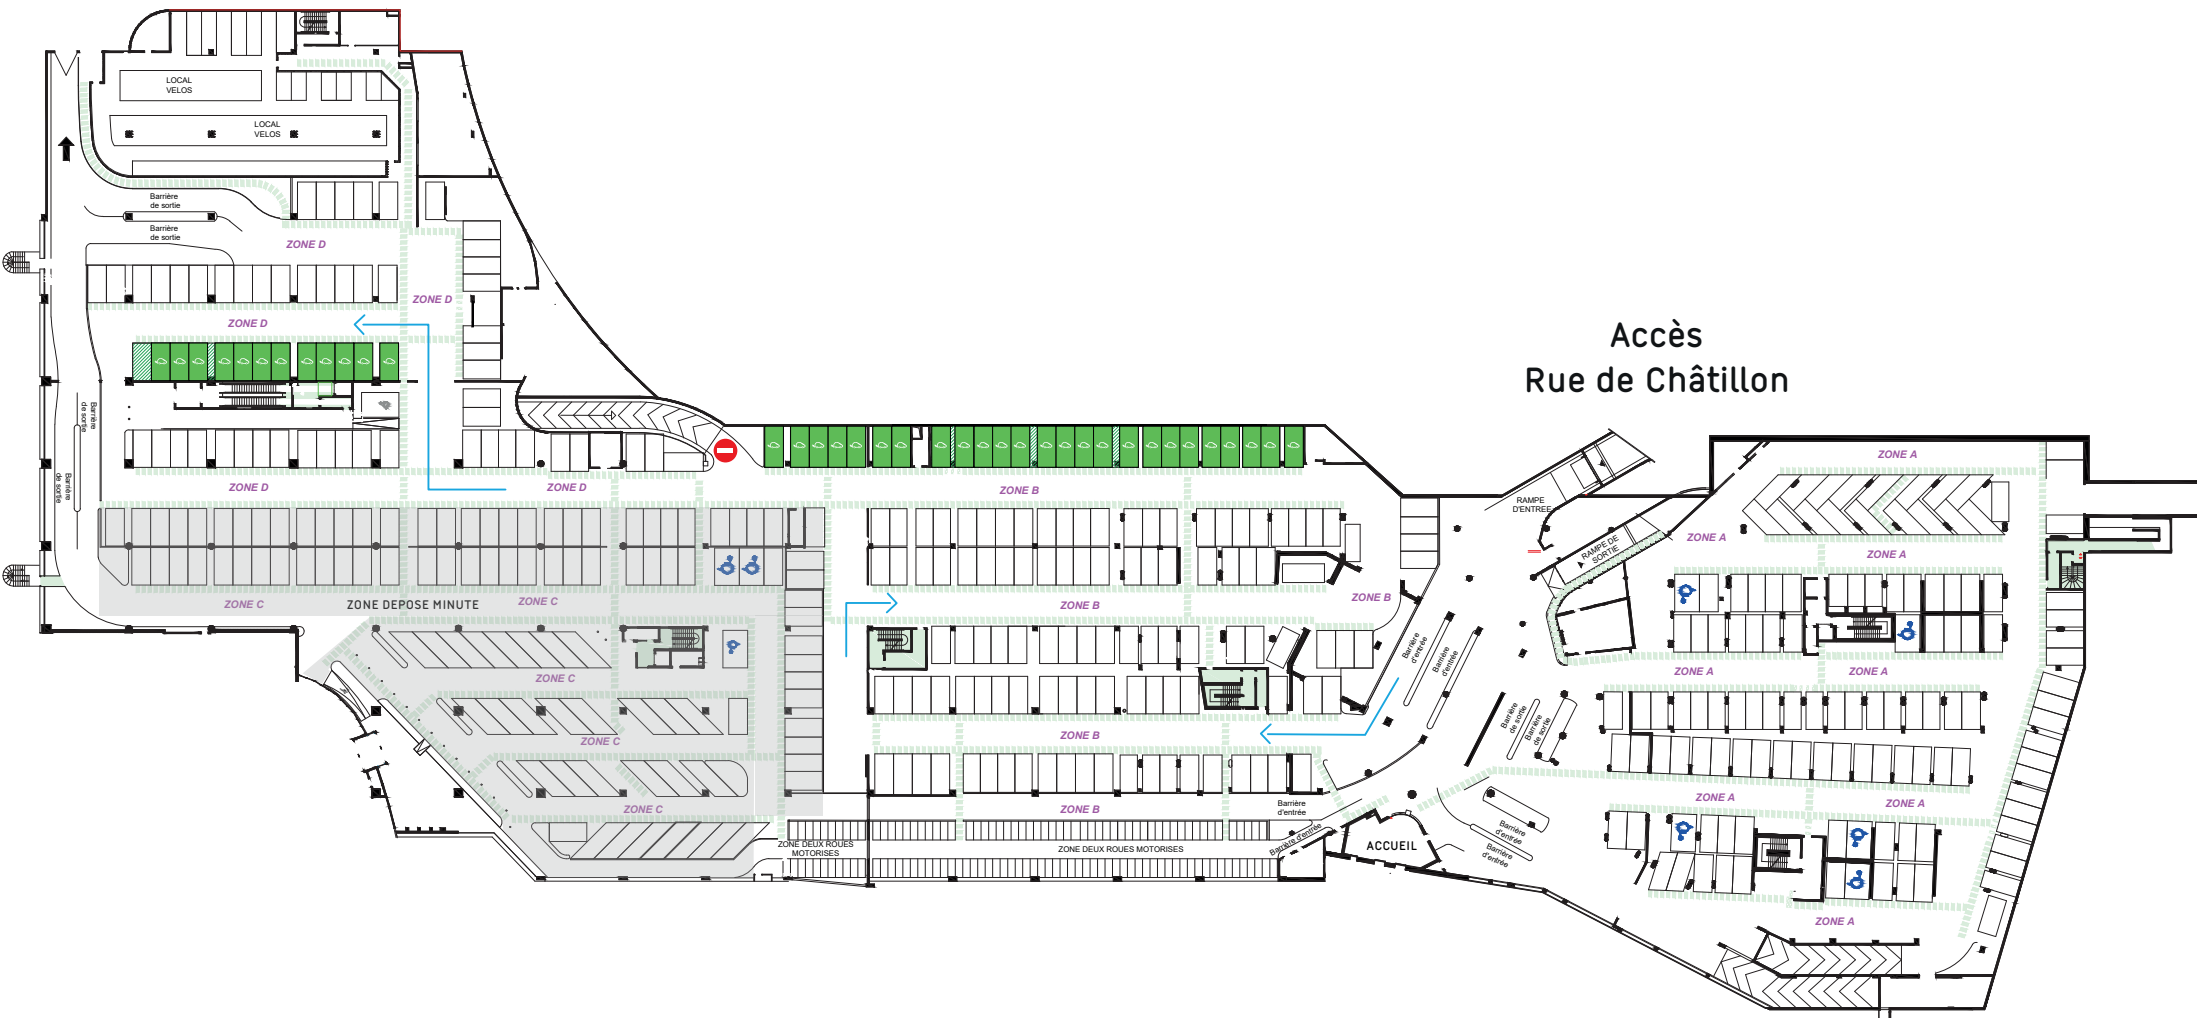 LOCAL
VELOS
LOCAL
VELOS
Barrière
de sortie
Barrière
de sortie
ZONE D
ZONE D
ZONE D
Accès
Rue de Châtillon
Barrière
de sortie
Barrière
de sortie
ZONE D
ZONE D
ZONE B
RAMPE
D'ENTREE
RAMPE DE
SORTIE
ZONE A
ZONE A
ZONE A
ZONE C
ZONE DEPOSE MINUTE
ZONE C
ZONE B
ZONE B
Barrière
d'entrée
Barrière
d'entrée
ZONE C
ZONE A
ZONE A
ZONE C
ZONE B
Barrière
de sortie
Barrière
de sortie
ZONE C
ZONE B
Barrière
d'entrée
ZONE A
ZONE A
Barrière d'entrée
ZONE DEUX ROUES
MOTORISES
ZONE DEUX ROUES MOTORISES
ACCUEIL
Barrière
d'entrée
Barrière
d'entrée
ZONE A